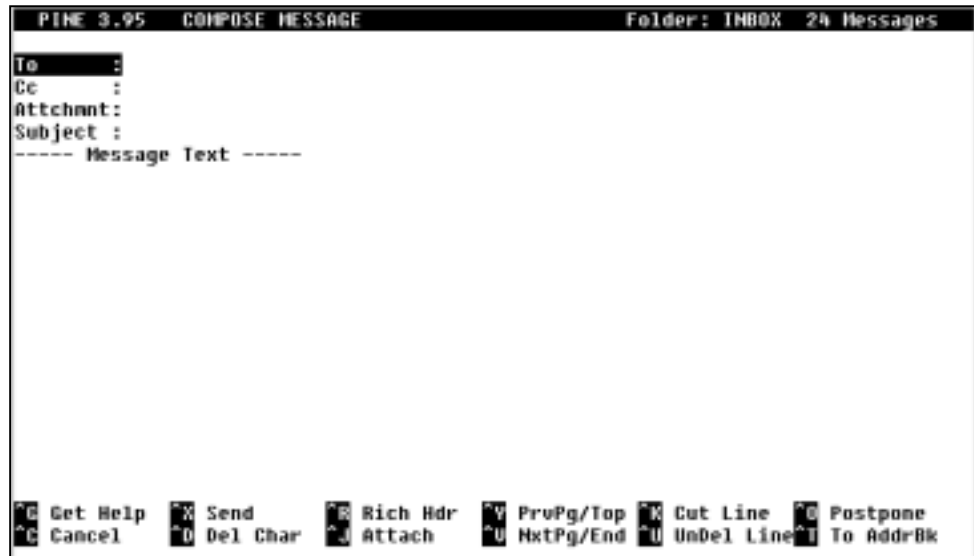 PINE 3.95 COMPOSE MESSAGE Folder: INBOX 24 Messages
To :
Cc :
Attchmnt:
Subject :
----- Message Text -----
^G Get Help ^X Send ^R Rich Hdr ^Y PrvPg/Top ^K Cut Line ^O Postpone
^C Cancel ^D Del Char ^J Attach ^V NxtPg/End ^U UnDel Line ^T To AddrBk